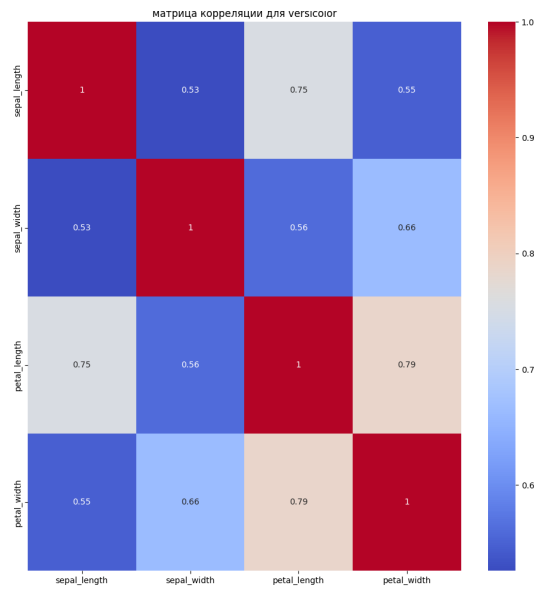 матрица корреляции для versicolor
sepal_length
1
0.53
0.75
0.55
sepal_width
0.53
1
0.56
0.66
petal_length
0.75
0.56
1
0.79
petal_width
0.55
0.66
0.79
1
sepal_length
sepal_width
petal_length
petal_width
1.0
0.9
0.8
0.7
0.6